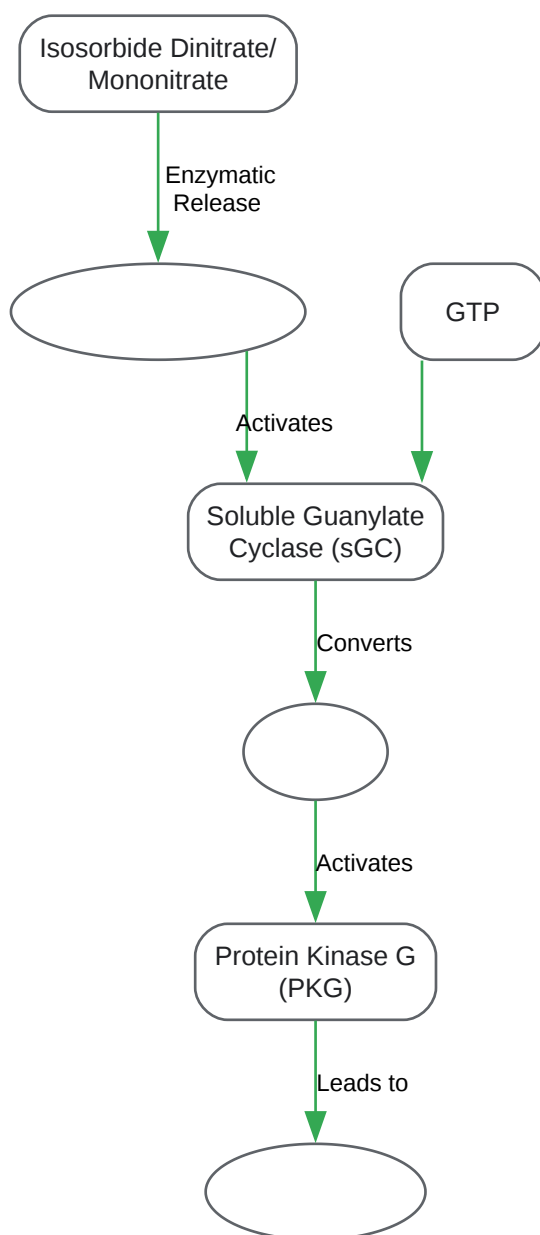 Isosorbide Dinitrate/
Mononitrate
Enzymatic
Release
GTP
Activates
Soluble Guanylate
Cyclase (sGC)
Converts
Activates
Protein Kinase G
(PKG)
Leads to